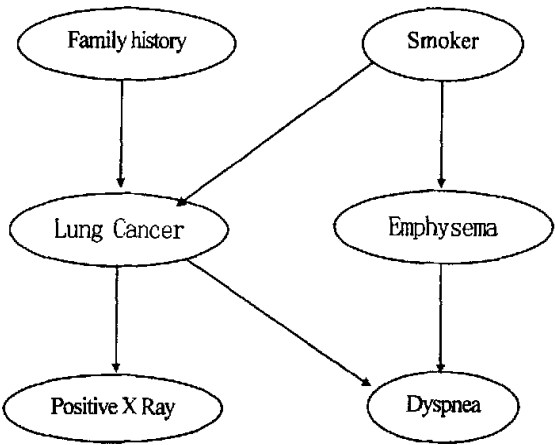 Family history
Smoker
Lung Cancer
Emphysema
Positive X Ray
Dyspnea